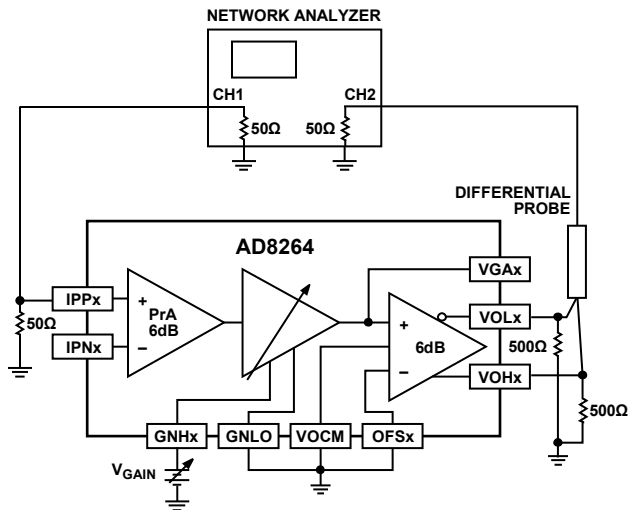 NETWORK ANALYZER
CH1
CH2
50Ω
50Ω
DIFFERENTIAL
PROBE
AD8264
VGAx
IPPx
+
PrA
6dB
–
+
6dB
–
VOLx
50Ω
IPNx
500Ω
VOHx
500Ω
GNHx
GNLO
VOCM
OFSx
VGAIN